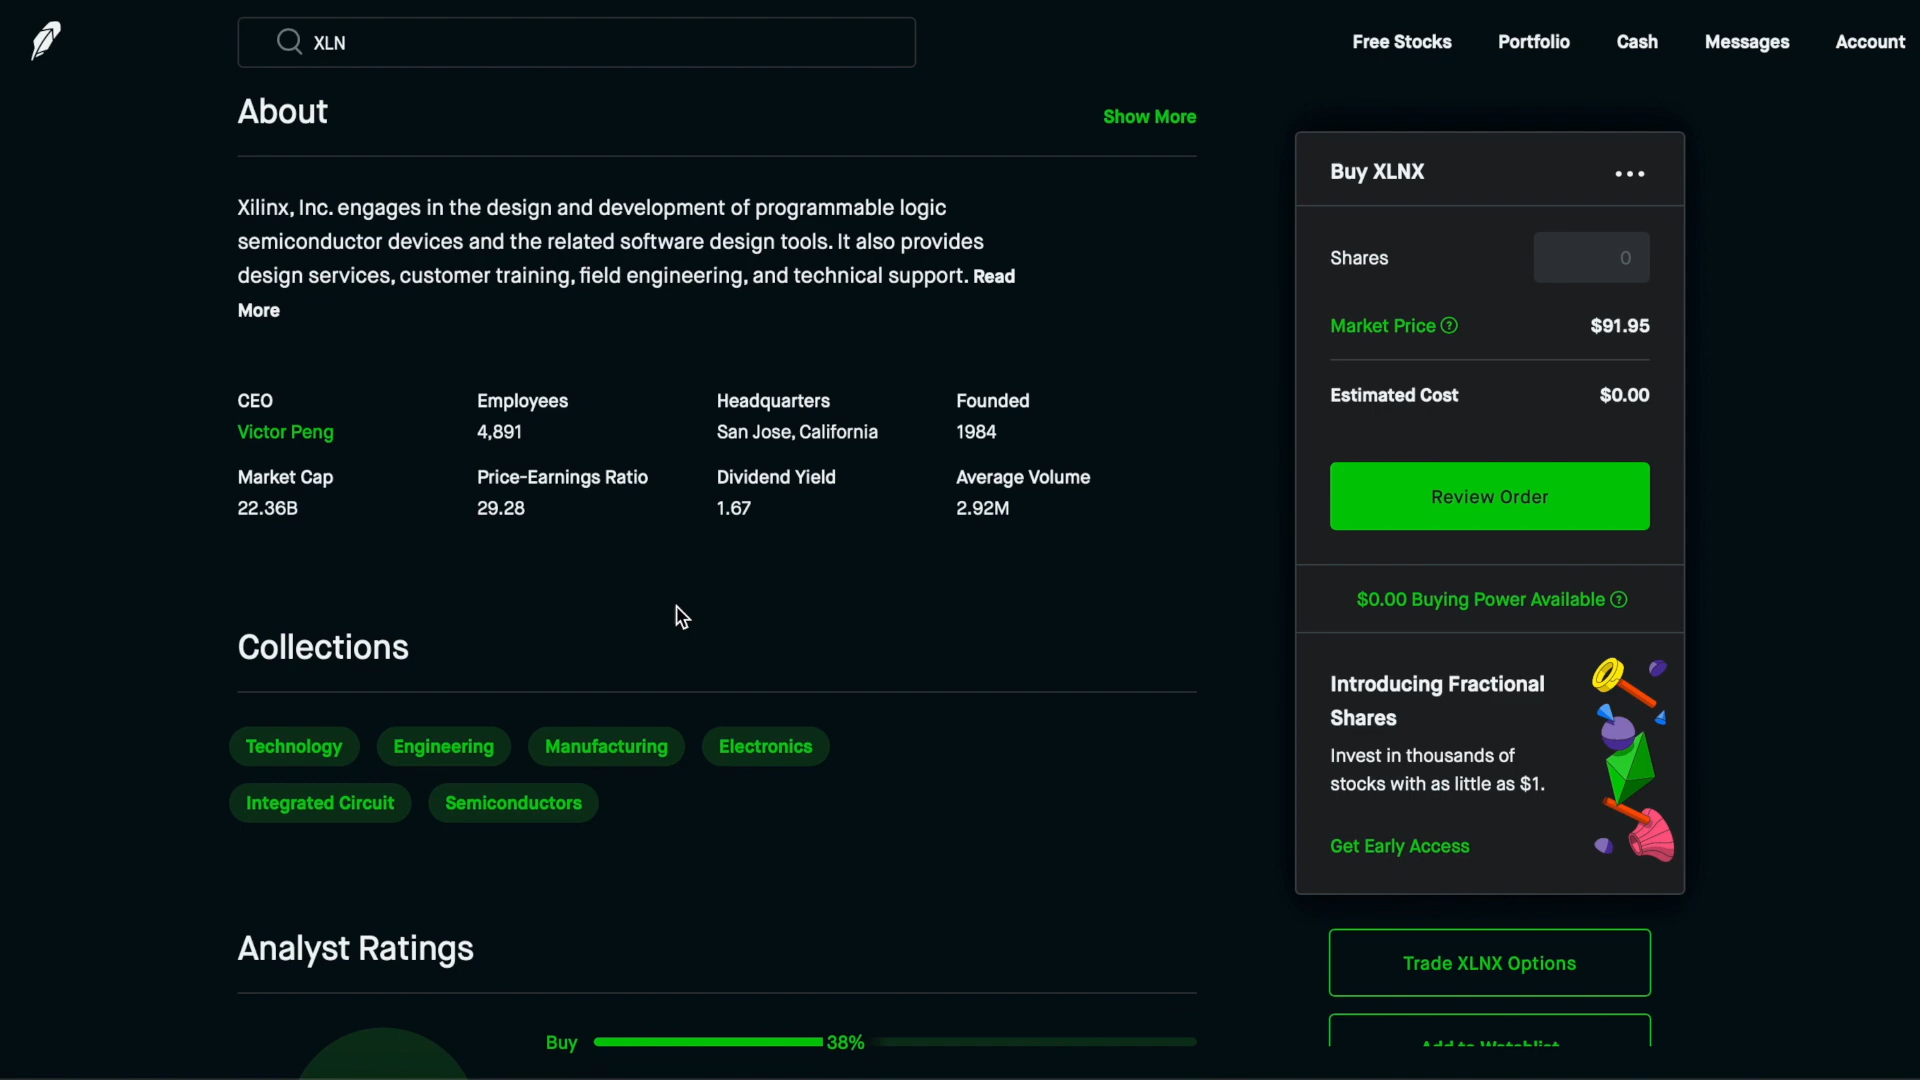 XLN
Free Stocks
Portfolio
Cash
Messages
Account
About
Show More
Xilinx, Inc. engages in the design and development of programmable logic
semiconductor devices and the related software design tools. It also provides
design services, customer training, field engineering, and technical support. Read
More
CEO
Victor Peng
Employees
4,891
Headquarters
San Jose, California
Founded
1984
Market Cap
22.36B
Price-Earnings Ratio
29.28
Dividend Yield
1.67
Average Volume
2.92M
Collections
Technology
Engineering
Manufacturing
Electronics
Integrated Circuit
Semiconductors
Analyst Ratings
Buy
38%
Buy XLNX
Shares
0
Market Price
$91.95
Estimated Cost
$0.00
Review Order
$0.00 Buying Power Available
Introducing Fractional
Shares
Invest in thousands of
stocks with as little as $1.
Get Early Access
Trade XLNX Options
Add to Watchlist